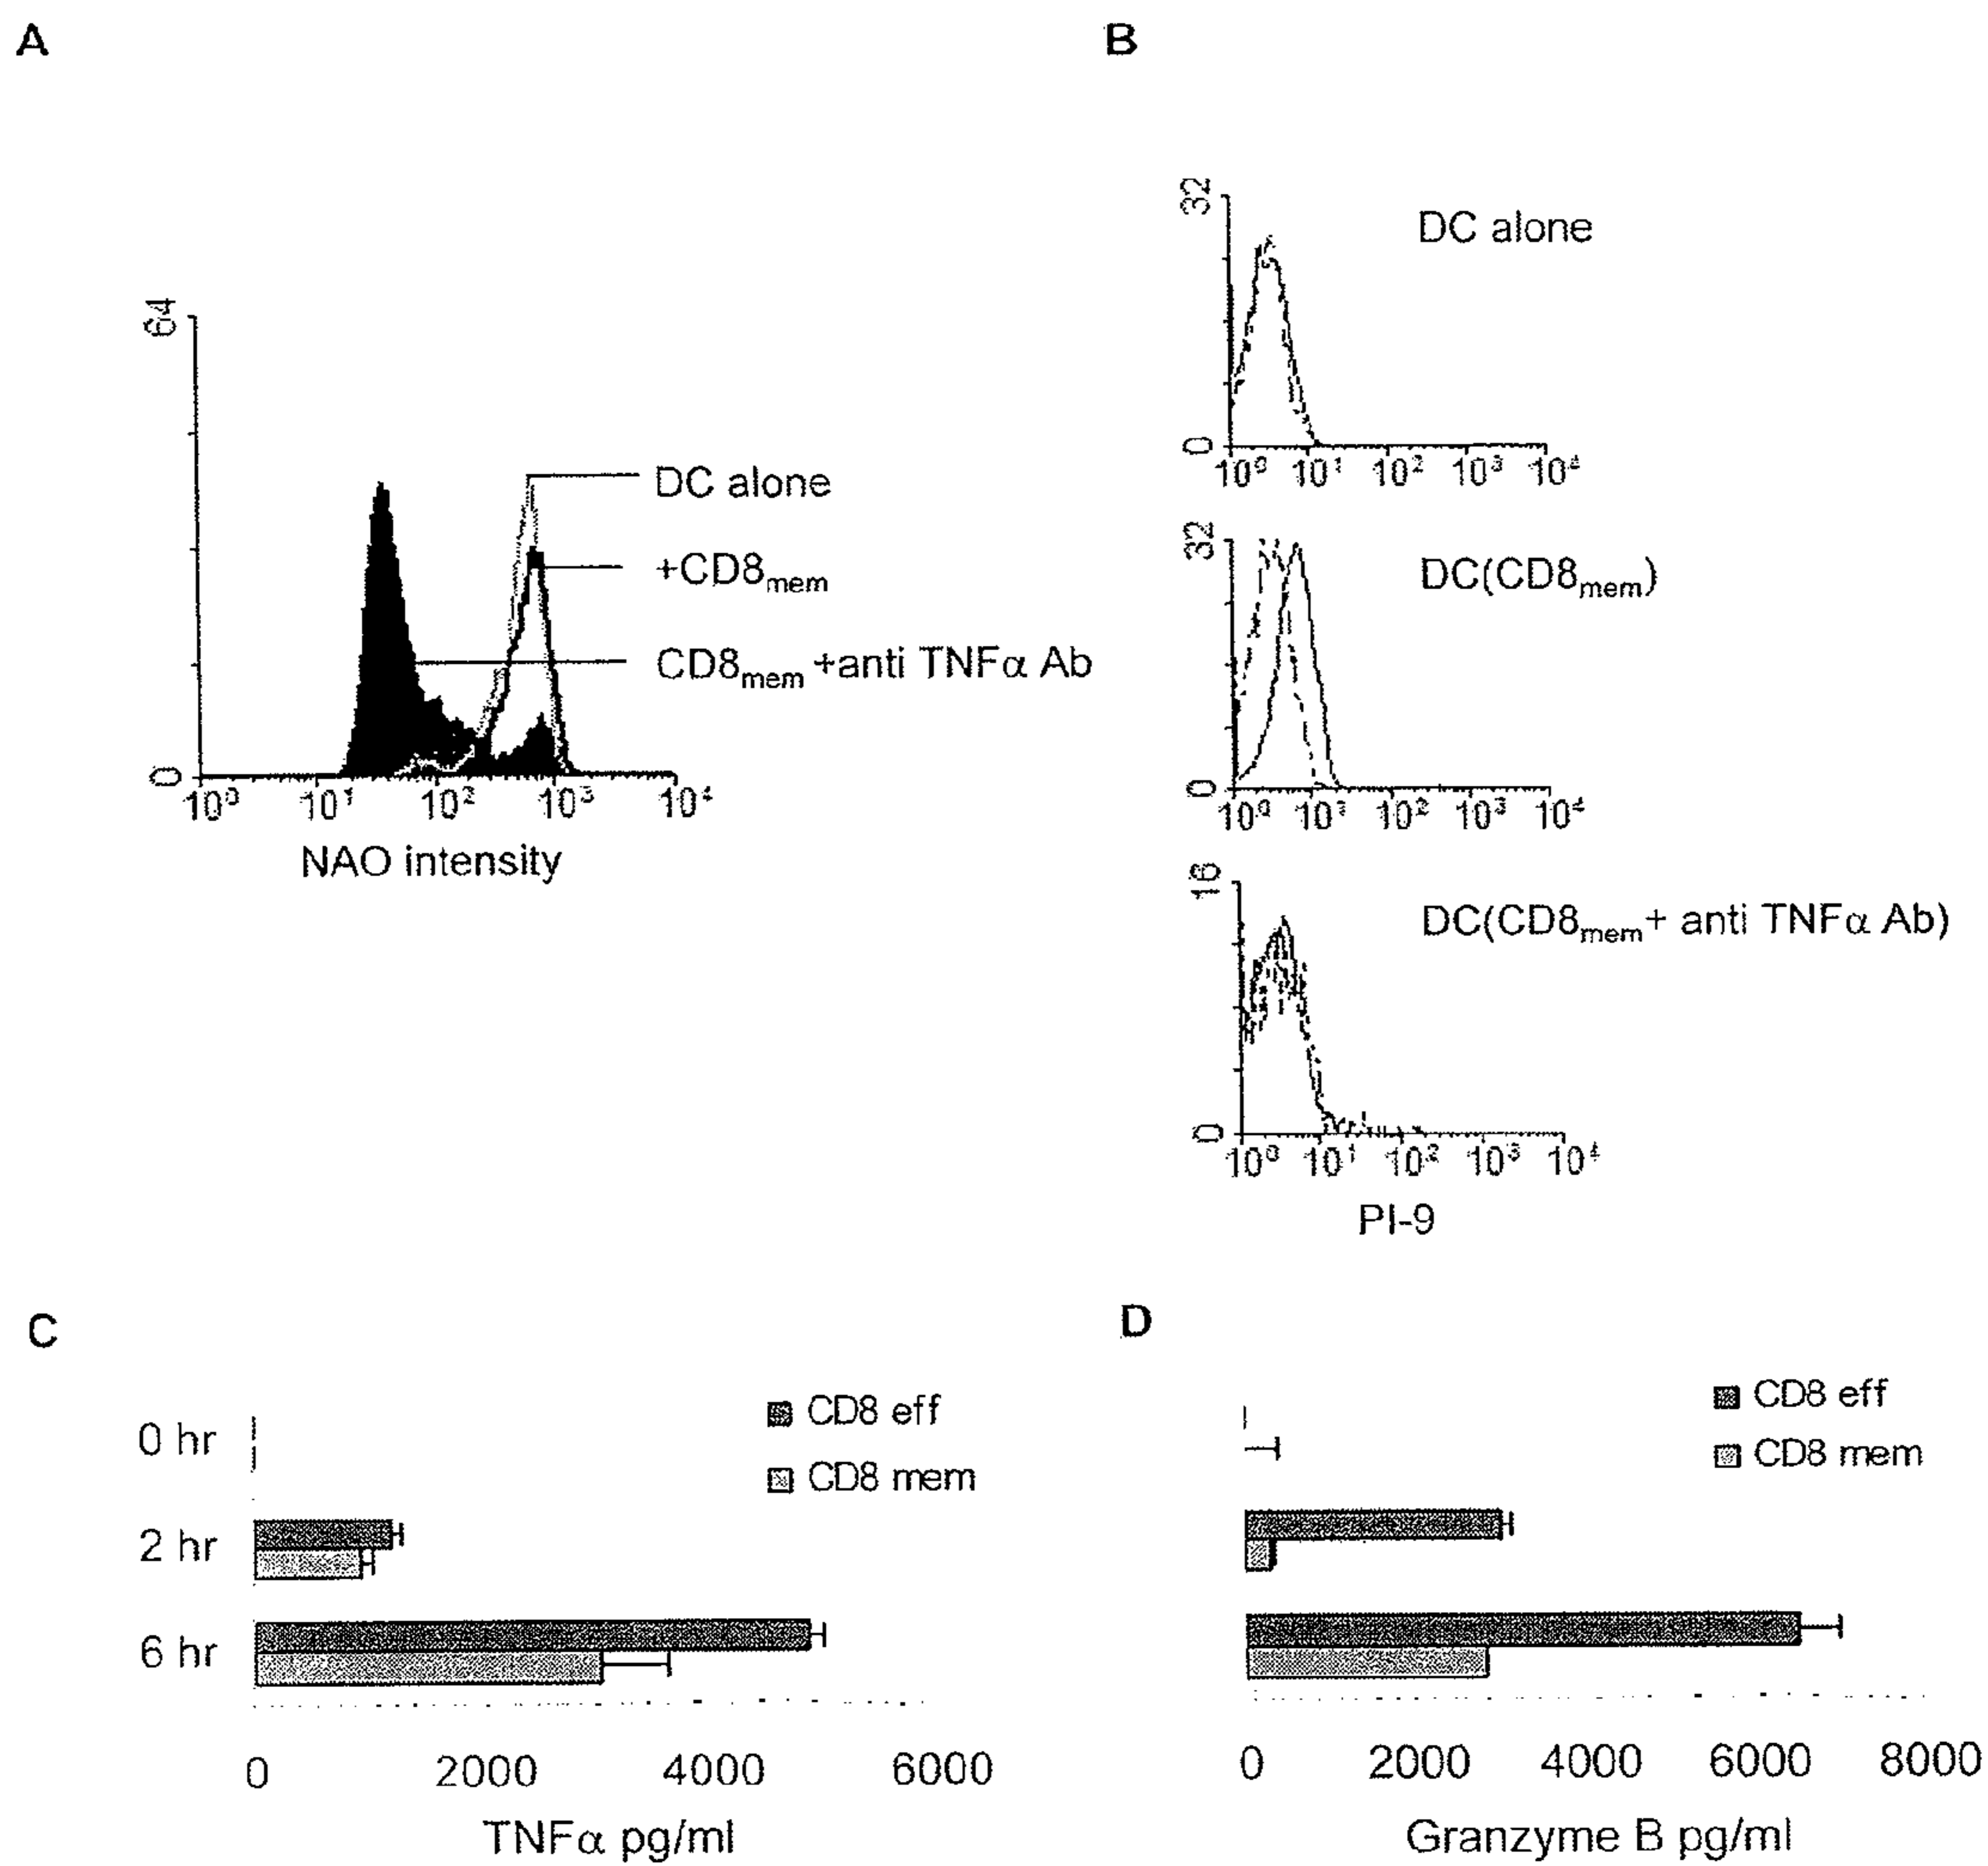 A
64
0
10⁰ 10¹ 10² 10³ 10⁴
NAO intensity
DC alone
+CD8mem
CD8mem +anti TNFα Ab
B
32
0
DC alone
10⁰ 10¹ 10² 10³ 10⁴
32
0
DC(CD8mem)
10⁰ 10¹ 10² 10³ 10⁴
16
0
DC(CD8mem+ anti TNFα Ab)
10⁰ 10¹ 10² 10³ 10⁴
PI-9
C
CD8 eff
CD8 mem
0 hr
2 hr
6 hr
0 2000 4000 6000
TNFα pg/ml
D
CD8 eff
CD8 mem
0 2000 4000 6000 8000
Granzyme B pg/ml